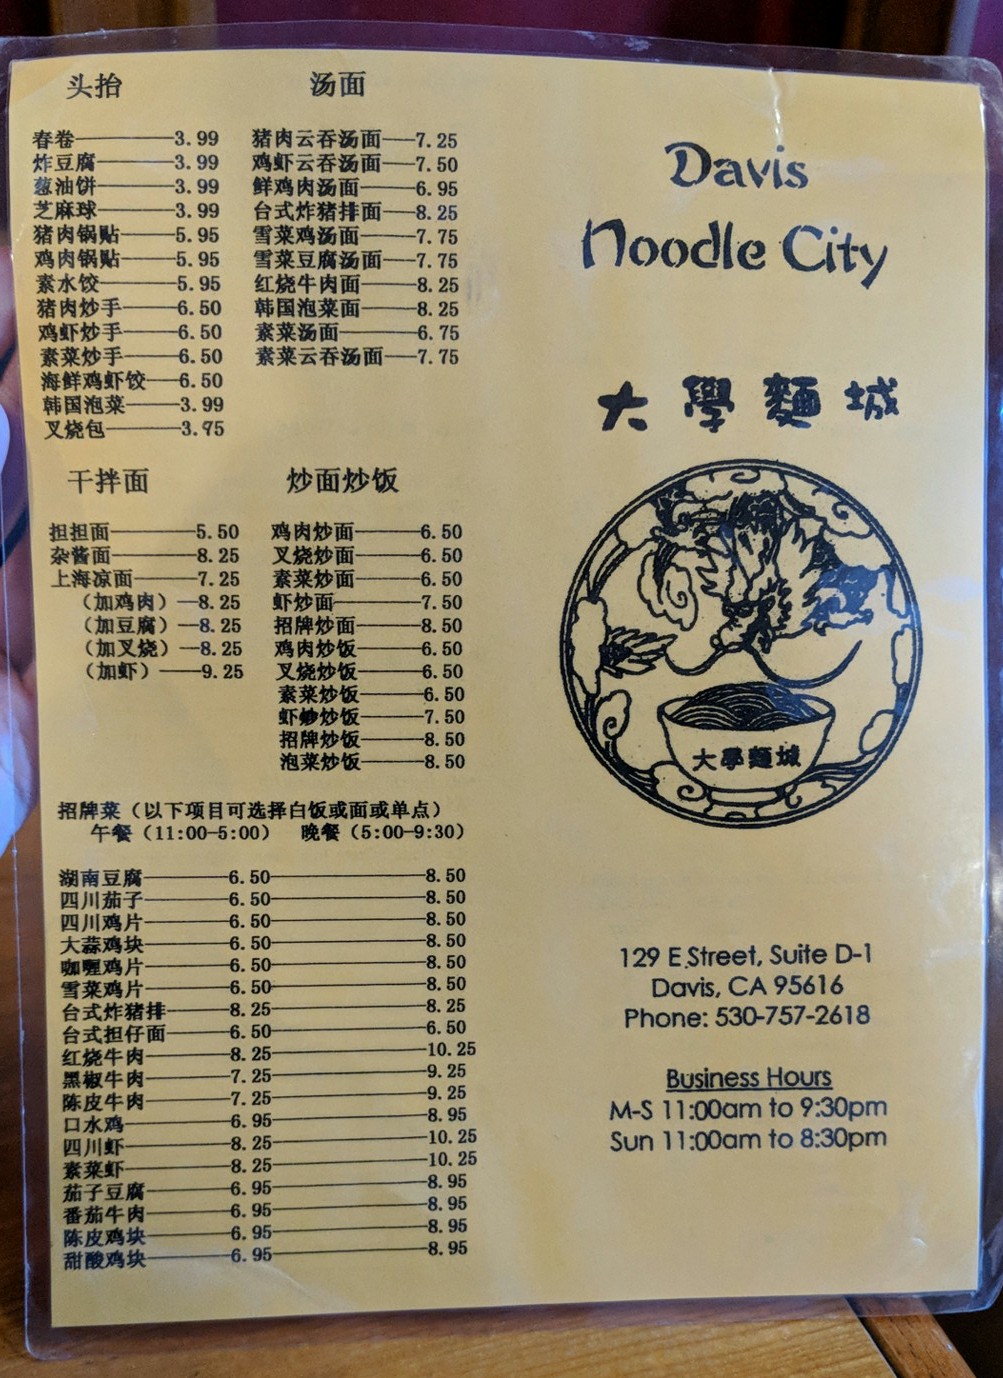 头抬
春卷 3.99
炸豆腐 3.99
葱油饼 3.99
芝麻球 3.99
猪肉锅贴 5.95
鸡肉锅贴 5.95
素水饺 5.95
猪肉炒手 6.50
鸡虾炒手 6.50
素菜炒手 6.50
海鲜鸡虾饺 6.50
韩国泡菜 3.99
叉烧包 3.75
汤面
猪肉云吞汤面 7.25
鸡虾云吞汤面 7.50
鲜鸡肉汤面 6.95
台式炸猪排面 8.25
雪菜鸡汤面 7.75
雪菜豆腐汤面 7.75
红烧牛肉面 8.25
韩国泡菜面 8.25
素菜汤面 6.75
素菜云吞汤面 7.75
干拌面
担担面 5.50
杂酱面 8.25
上海凉面 7.25
（加鸡肉） 8.25
（加豆腐） 8.25
（加叉烧） 8.25
（加虾） 9.25
炒面炒饭
鸡肉炒面 6.50
叉烧炒面 6.50
素菜炒面 6.50
虾炒面 7.50
招牌炒面 8.50
鸡肉炒饭 6.50
叉烧炒饭 6.50
素菜炒饭 6.50
虾炒饭 7.50
招牌炒饭 8.50
泡菜炒饭 8.50
招牌菜（以下项目可选择白饭或面或单点）
午餐（11:00-5:00） 晚餐（5:00-9:30）
湖南豆腐 6.50 8.50
四川茄子 6.50 8.50
四川鸡片 6.50 8.50
大蒜鸡块 6.50 8.50
咖喱鸡片 6.50 8.50
雪菜鸡片 6.50 8.50
台式炸猪排 8.25 8.25
台式担仔面 6.50 6.50
红烧牛肉 8.25 10.25
黑椒牛肉 7.25 9.25
陈皮牛肉 7.25 9.25
口水鸡 6.95 8.95
四川虾 8.25 10.25
素菜虾 8.25 10.25
茄子豆腐 6.95 8.95
番茄牛肉 6.95 8.95
陈皮鸡块 6.95 8.95
甜酸鸡块 6.95 8.95
Davis
Noodle City
大學麵城
大學麵城
129 E Street, Suite D-1
Davis, CA 95616
Phone: 530-757-2618
Business Hours
M-S 11:00am to 9:30pm
Sun 11:00am to 8:30pm